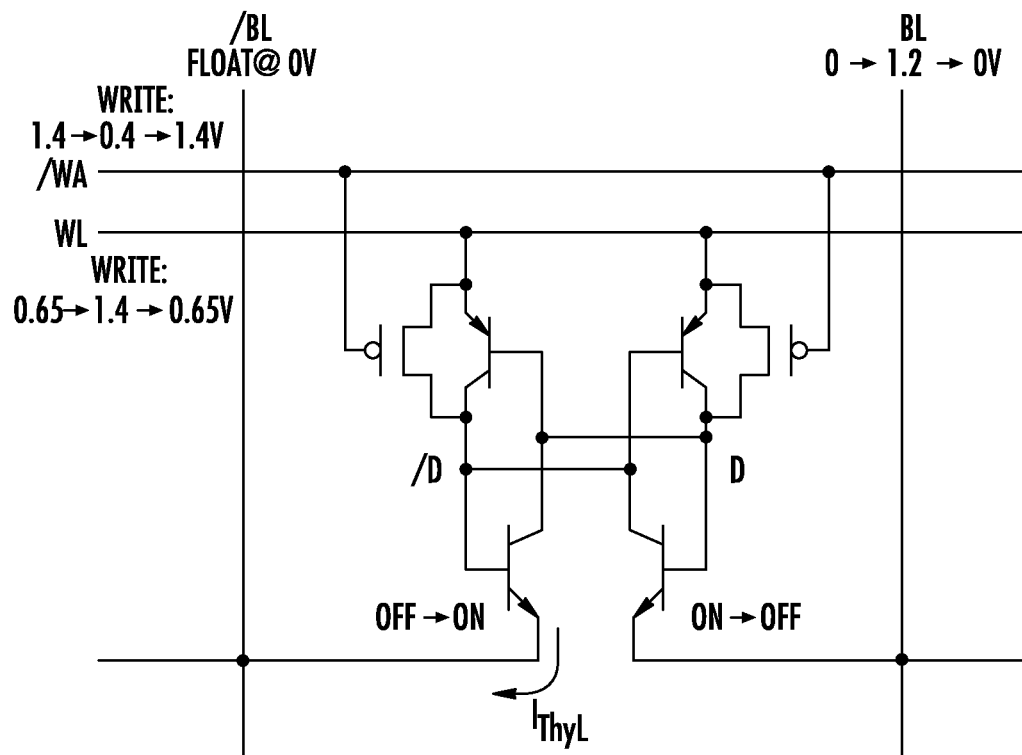 /BL
FLOAT@ 0V
BL
0 → 1.2 → 0V
WRITE:
1.4 → 0.4 → 1.4V
/WA
WL
WRITE:
0.65 → 1.4 → 0.65V
/D
D
OFF → ON
ON → OFF
IThyL